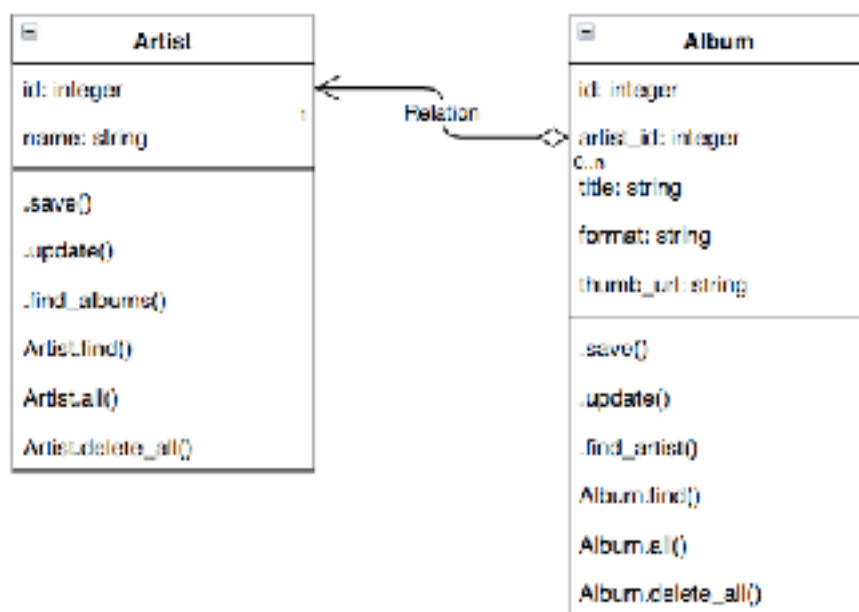 Artist
id: integer
1
name: string
.save()
.update()
.find_albums()
Artist.find()
Artist.all()
Artist.delete_all()
Relation
Album
id: integer
artist_id: integer
0..n
title: string
format: string
thumb_url: string
.save()
.update()
.find_artist()
Album.find()
Album.all()
Album.delete_all()